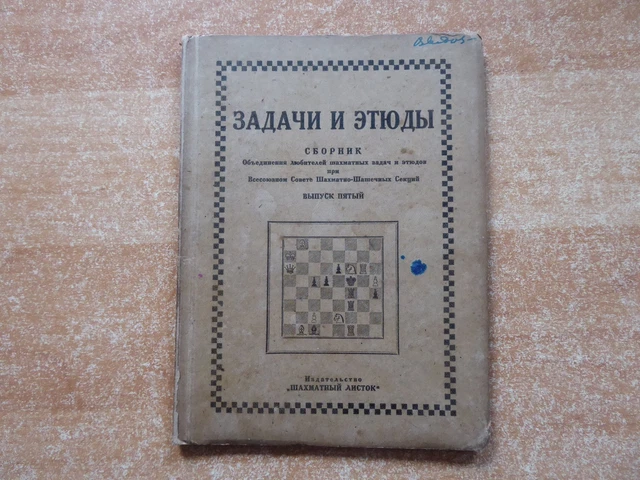 ЗАДАЧИ И ЭТЮДЫ
СБОРНИК
Объединения любителей шахматных задач и этюдов
при
Всесоюзном Совете Шахматно-Шашечных Секций
ВЫПУСК ПЯТЫЙ
Издательство
„ШАХМАТНЫЙ ЛИСТОК“